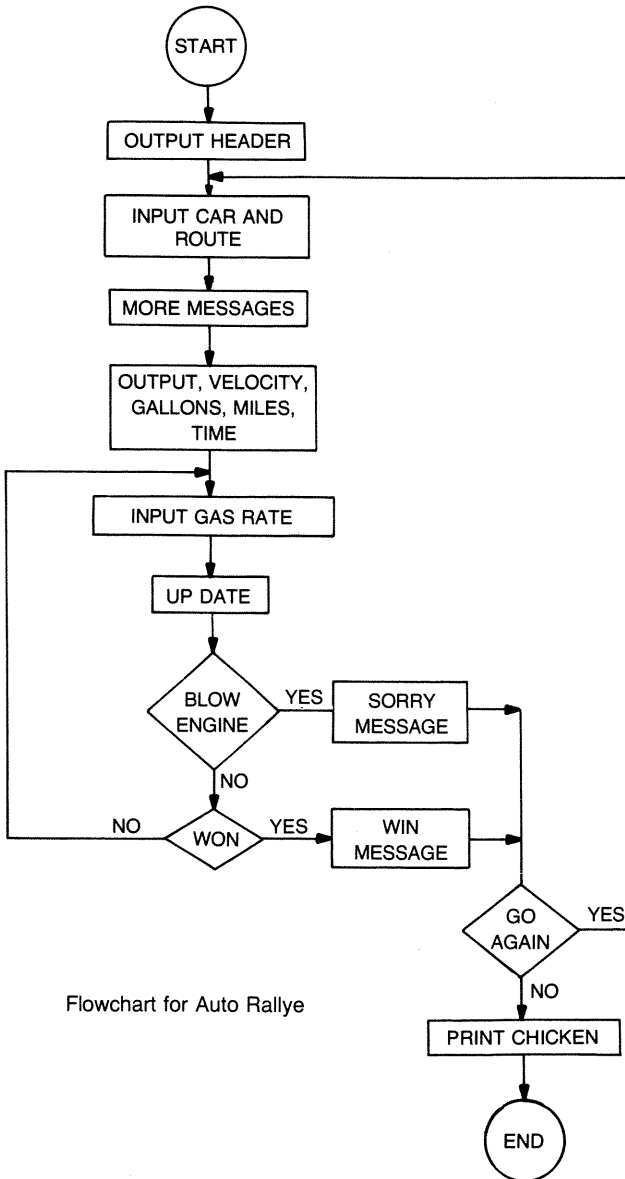 START
OUTPUT HEADER
INPUT CAR AND
ROUTE
MORE MESSAGES
OUTPUT, VELOCITY,
GALLONS, MILES,
TIME
INPUT GAS RATE
UP DATE
BLOW
ENGINE
YES
SORRY
MESSAGE
NO
WON
NO
YES
WIN
MESSAGE
GO
AGAIN
YES
NO
PRINT CHICKEN
END
Flowchart for Auto Rallye